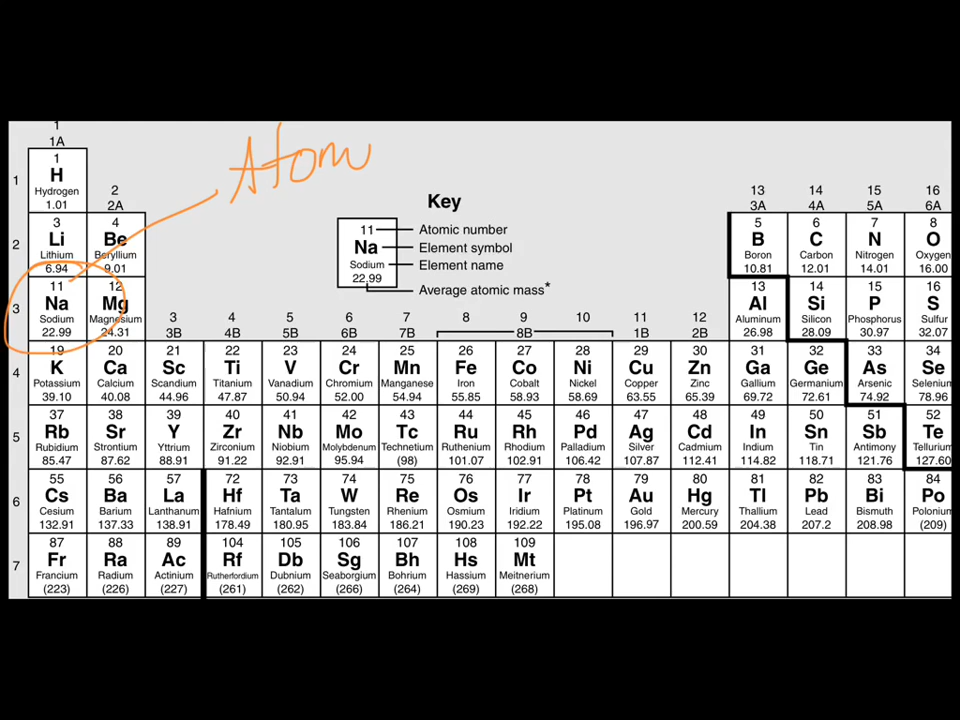 1
1A
Atom
1
H
Hydrogen
1.01
2
2A
Key
13 14 15 16
3A 4A 5A 6A
11 Atomic number
Na Element symbol
Sodium Element name
22.99 Average atomic mass*
1
2
3 4 5 6 7 8 O
Li Be B C N O
Lithium Beryllium Boron Carbon Nitrogen Oxygen
6.94 9.01 10.81 12.01 14.01 16.00
3
11 12 13 14 15 16
Na Mg Al Si P S
Sodium Magnesium Aluminum Silicon Phosphorus Sulfur
22.99 24.31 26.98 28.09 30.97 32.07
3 4 5 6 7 8 9 10 11 12
3B 4B 5B 6B 7B 8B 1B 2B
4
19 20 21 22 23 24 25 26 27 28 29 30 31 32 33 34
K Ca Sc Ti V Cr Mn Fe Co Ni Cu Zn Ga Ge As Se
Potassium Calcium Scandium Titanium Vanadium Chromium Manganese Iron Cobalt Nickel Copper Zinc Gallium Germanium Arsenic Selenium
39.10 40.08 44.96 47.87 50.94 52.00 54.94 55.85 58.93 58.69 63.55 65.39 69.72 72.61 74.92 78.96
5
37 38 39 40 41 42 43 44 45 46 47 48 49 50 51 52
Rb Sr Y Zr Nb Mo Tc Ru Rh Pd Ag Cd In Sn Sb Te
Rubidium Strontium Yttrium Zirconium Niobium Molybdenum Technetium Ruthenium Rhodium Palladium Silver Cadmium Indium Tin Antimony Tellurium
85.47 87.62 88.91 91.22 92.91 95.94 (98) 101.07 102.91 106.42 107.87 112.41 114.82 118.71 121.76 127.60
6
55 56 57 72 73 74 75 76 77 78 79 80 81 82 83 84
Cs Ba La Hf Ta W Re Os Ir Pt Au Hg Tl Pb Bi Po
Cesium Barium Lanthanum Hafnium Tantalum Tungsten Rhenium Osmium Iridium Platinum Gold Mercury Thallium Lead Bismuth Polonium
132.91 137.33 138.91 178.49 180.95 183.84 186.21 190.23 192.22 195.08 196.97 200.59 204.38 207.2 208.98 (209)
7
87 88 89 104 105 106 107 108 109
Fr Ra Ac Rf Db Sg Bh Hs Mt
Francium Radium Actinium Rutherfordium Dubnium Seaborgium Bohrium Hassium Meitnerium
(223) (226) (227) (261) (262) (266) (264) (269) (268)